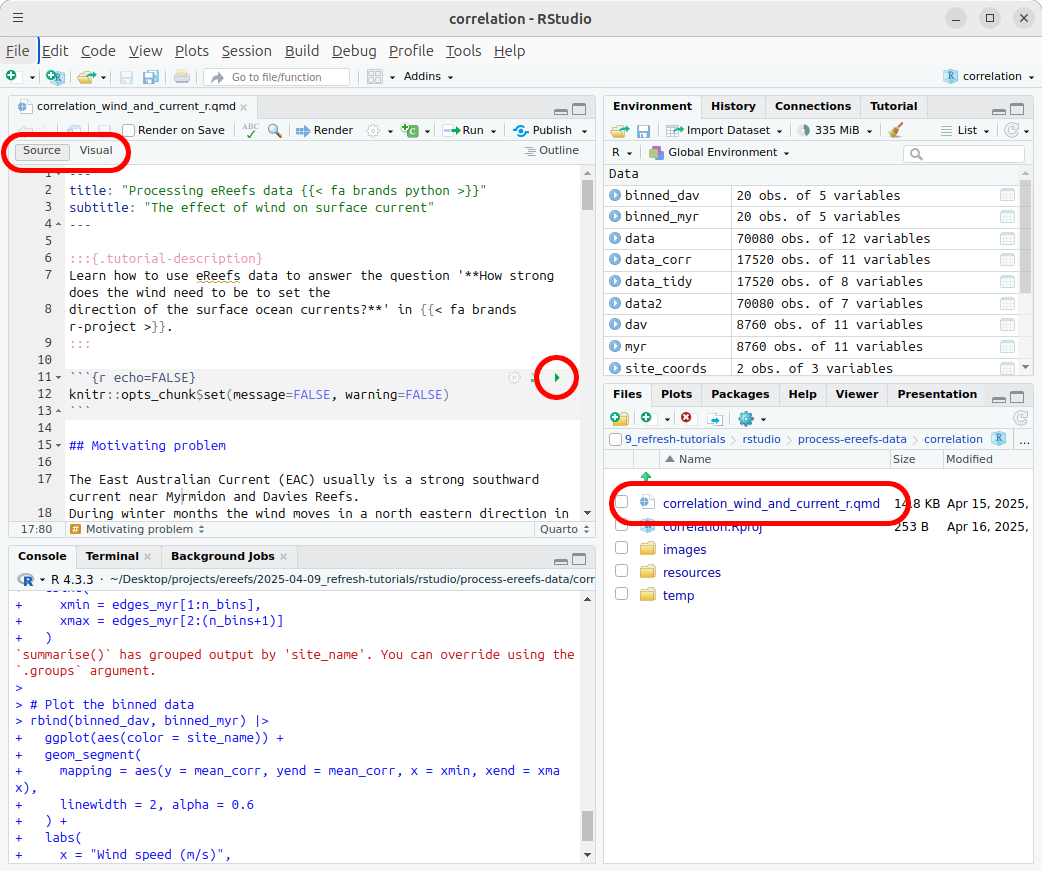 correlation - RStudio
File Edit Code View Plots Session Build Debug Profile Tools Help
Go to file/function Addins correlation
correlation_wind_and_current_r.qmd
Render on Save ABC Render Run Publish
Source Visual Outline
1 ---
2 title: "Processing eReefs data {{< fa brands python >}}"
3 subtitle: "The effect of wind on surface current"
4 ---
5
6 :::{.tutorial-description}
7 Learn how to use eReefs data to answer the question '**How strong
does the wind need to be to set the
8 direction of the surface ocean currents?**' in {{< fa brands
r-project >}}.
9 :::
10
11 ```{r echo=FALSE}
12 knitr::opts_chunk$set(message=FALSE, warning=FALSE)
13 ```
14
15 ## Motivating problem
16
17 The East Australian Current (EAC) usually is a strong southward
current near Myrmidon and Davies Reefs.
18 During winter months the wind moves in a north eastern direction in
17:80 # Motivating problem Quarto
Console Terminal Background Jobs
R R 4.3.3 · ~/Desktop/projects/ereefs/2025-04-09_refresh-tutorials/rstudio/process-ereefs-data/corr
+ xmin = edges_myr[1:n_bins],
+ xmax = edges_myr[2:(n_bins+1)]
+ )
`summarise()` has grouped output by 'site_name'. You can override using the
`.groups` argument.
>
> # Plot the binned data
> rbind(binned_dav, binned_myr) |>
+ ggplot(aes(color = site_name)) +
+ geom_segment(
+ mapping = aes(y = mean_corr, yend = mean_corr, x = xmin, xend = xma
x),
+ linewidth = 2, alpha = 0.6
+ ) +
+ labs(
+ x = "Wind speed (m/s)",
Environment History Connections Tutorial
Import Dataset 335 MiB List
R Global Environment
Data
binned_dav 20 obs. of 5 variables
binned_myr 20 obs. of 5 variables
data 70080 obs. of 12 variables
data_corr 17520 obs. of 11 variables
data_tidy 17520 obs. of 8 variables
data2 70080 obs. of 7 variables
dav 8760 obs. of 11 variables
myr 8760 obs. of 11 variables
site_coords 2 obs. of 3 variables
Files Plots Packages Help Viewer Presentation
9_refresh-tutorials rstudio process-ereefs-data correlation ...
Name Size Modified
correlation_wind_and_current_r.qmd 14.8 KB Apr 15, 2025,
correlation.Rproj 253 B Apr 16, 2025,
images
resources
temp